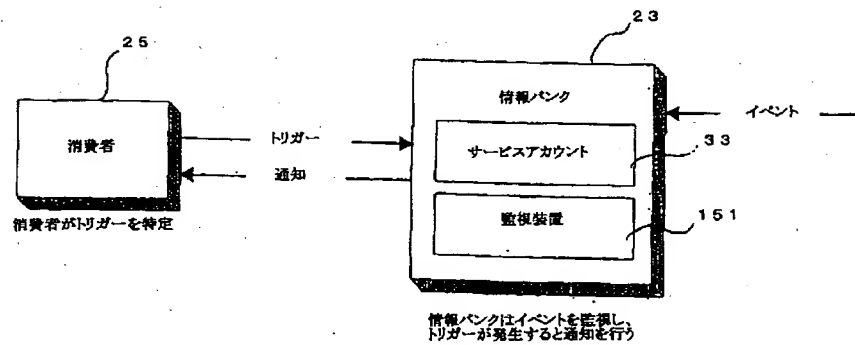 25
23
情報バンク
イベント
消費者
トリガー
サービスアカウント
33
通知
監視装置
151
消費者がトリガーを特定
情報バンクはイベントを監視し、
トリガーが発生すると通知を行う